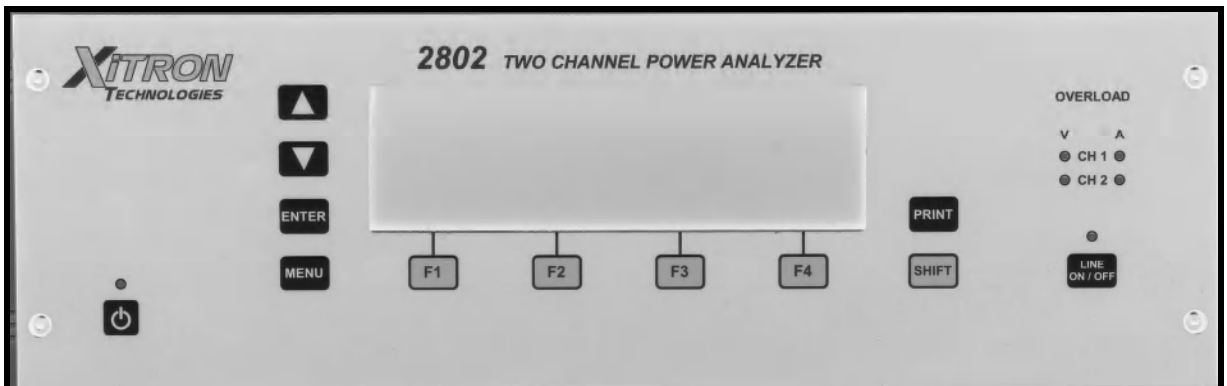 XiTRON
TECHNOLOGIES
2802 TWO CHANNEL POWER ANALYZER
ENTER
MENU
F1
F2
F3
F4
PRINT
SHIFT
OVERLOAD
V A
CH 1
CH 2
LINE
ON / OFF